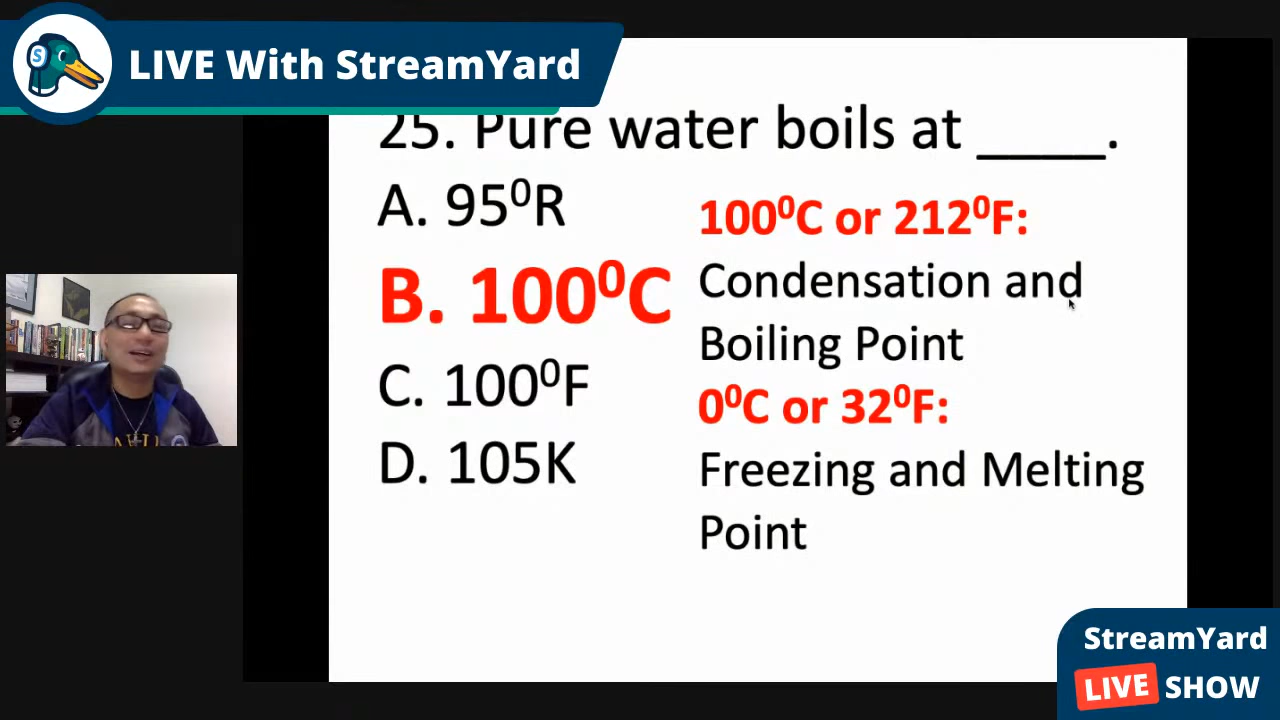 LIVE With StreamYard
25. Pure water boils at ____.
A. 95⁰R
B. 100⁰C
C. 100⁰F
D. 105K
100⁰C or 212⁰F:
Condensation and
Boiling Point
0⁰C or 32⁰F:
Freezing and Melting
Point
StreamYard
LIVE SHOW